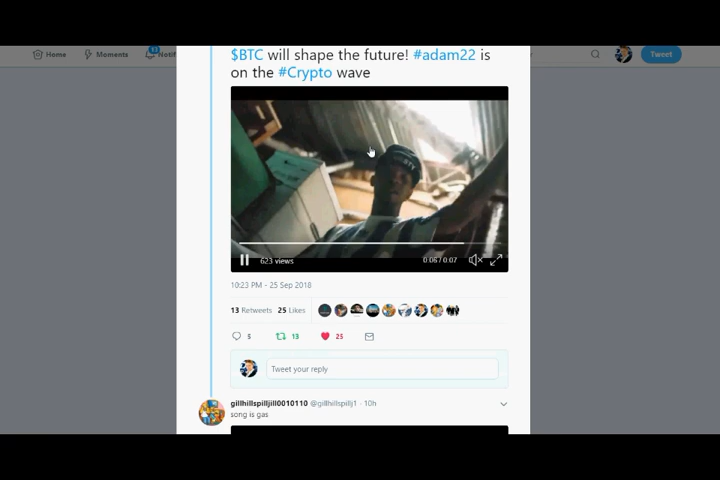 Home
Moments
Tweet
$BTC will shape the future! #adam22 is
on the #Crypto wave
623 views
0:06 / 0:07
10:23 PM - 25 Sep 2018
13 Retweets 25 Likes
5
13
25
Tweet your reply
gillhillspilljill0010110 @gillhillspillj1 · 10h
song is gas